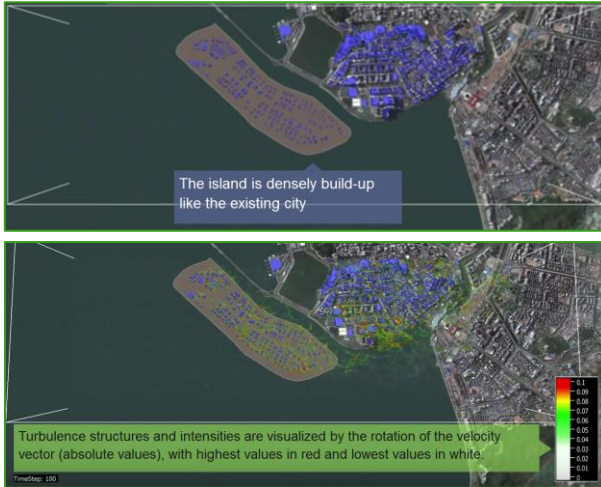 The island is densely build-up
like the existing city
0.1
0.09
0.08
0.07
0.06
0.05
0.04
0.03
0.02
0.01
0
Turbulence structures and intensities are visualized by the rotation of the velocity
vector (absolute values), with highest values in red and lowest values in white.
TimeStep: 100